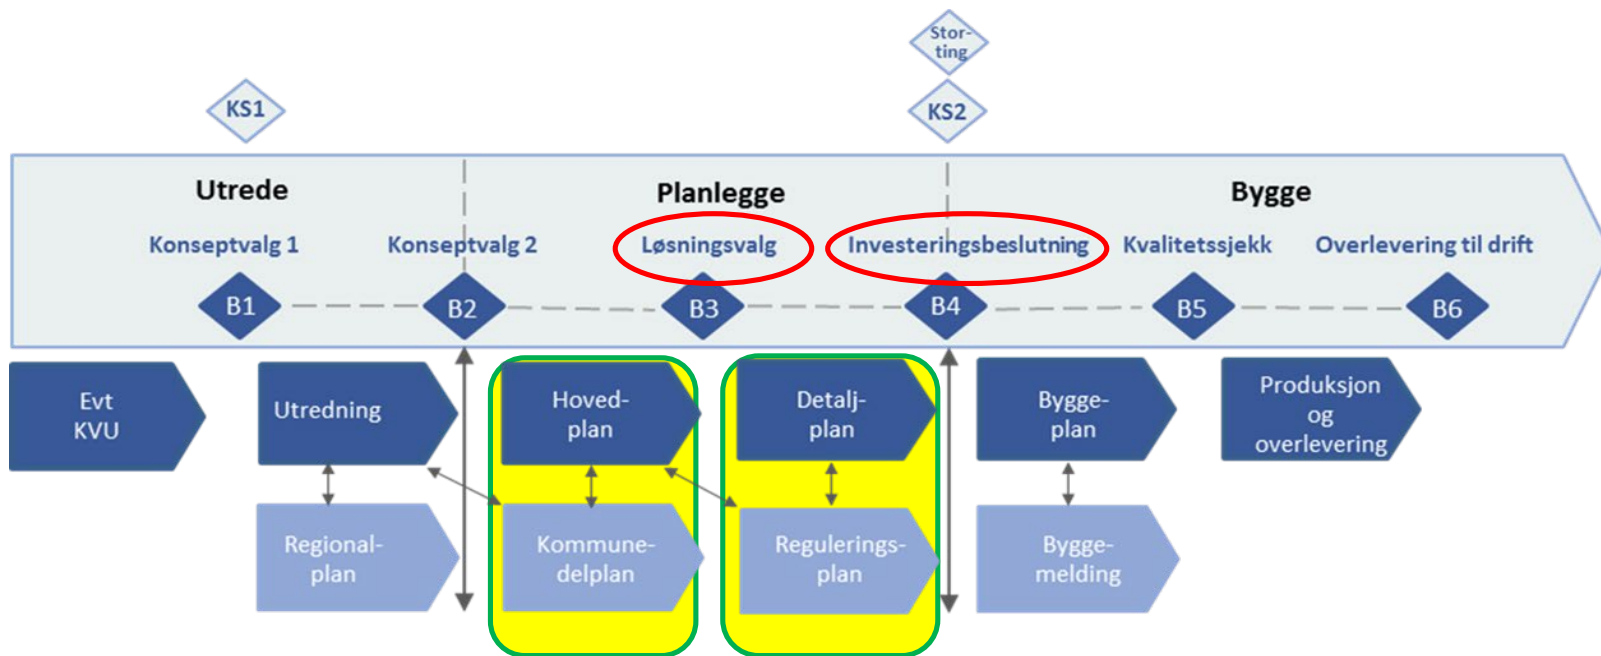 Stor-
ting
KS1
KS2
Utrede
Planlegge
Bygge
Konseptvalg 1
Konseptvalg 2
Løsningsvalg
Investeringsbeslutning
Kvalitetssjekk
Overlevering til drift
B1
B2
B3
B4
B5
B6
Evt
KVU
Utredning
Hoved-
plan
Detalj-
plan
Bygge-
plan
Produksjon
og
overlevering
Regional-
plan
Kommune-
delplan
Regulerings-
plan
Bygge-
melding